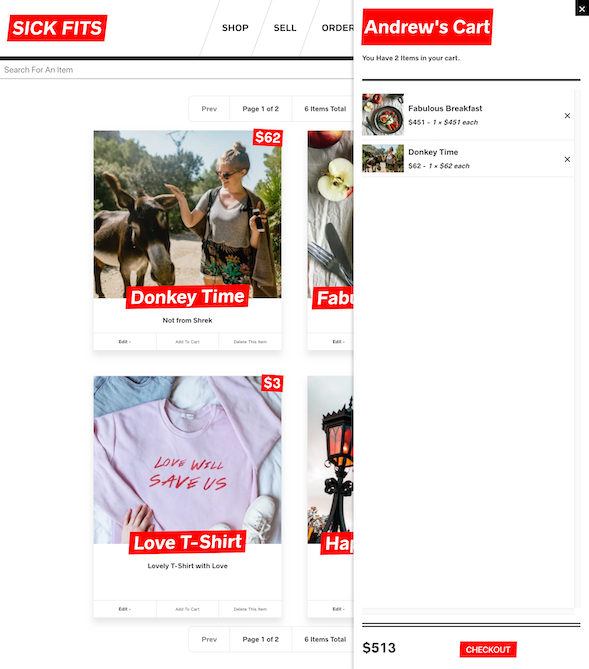 SICK FITS
SHOP
SELL
ORDER
Search For An Item
Prev
Page 1 of 2
6 Items Total
$62
Donkey Time
Not from Shrek
Edit -
Add To Cart
Delete This Item
Edit -
$3
LOVE WILL
SAVE US
Love T-Shirt
Lovely T-Shirt with Love
Edit -
Add To Cart
Delete This Item
Edit -
Prev
Page 1 of 2
6 Items Total
Andrew's Cart
×
You Have 2 Items in your cart.
Fabulous Breakfast
$451 - 1 × $451 each
×
Donkey Time
$62 - 1 × $62 each
×
$513
CHECKOUT